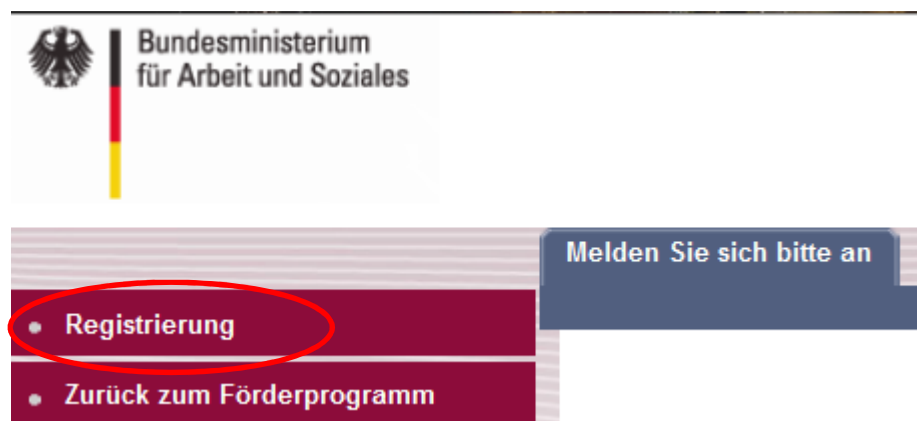 Bundesministerium
für Arbeit und Soziales
Melden Sie sich bitte an
Registrierung
Zurück zum Förderprogramm